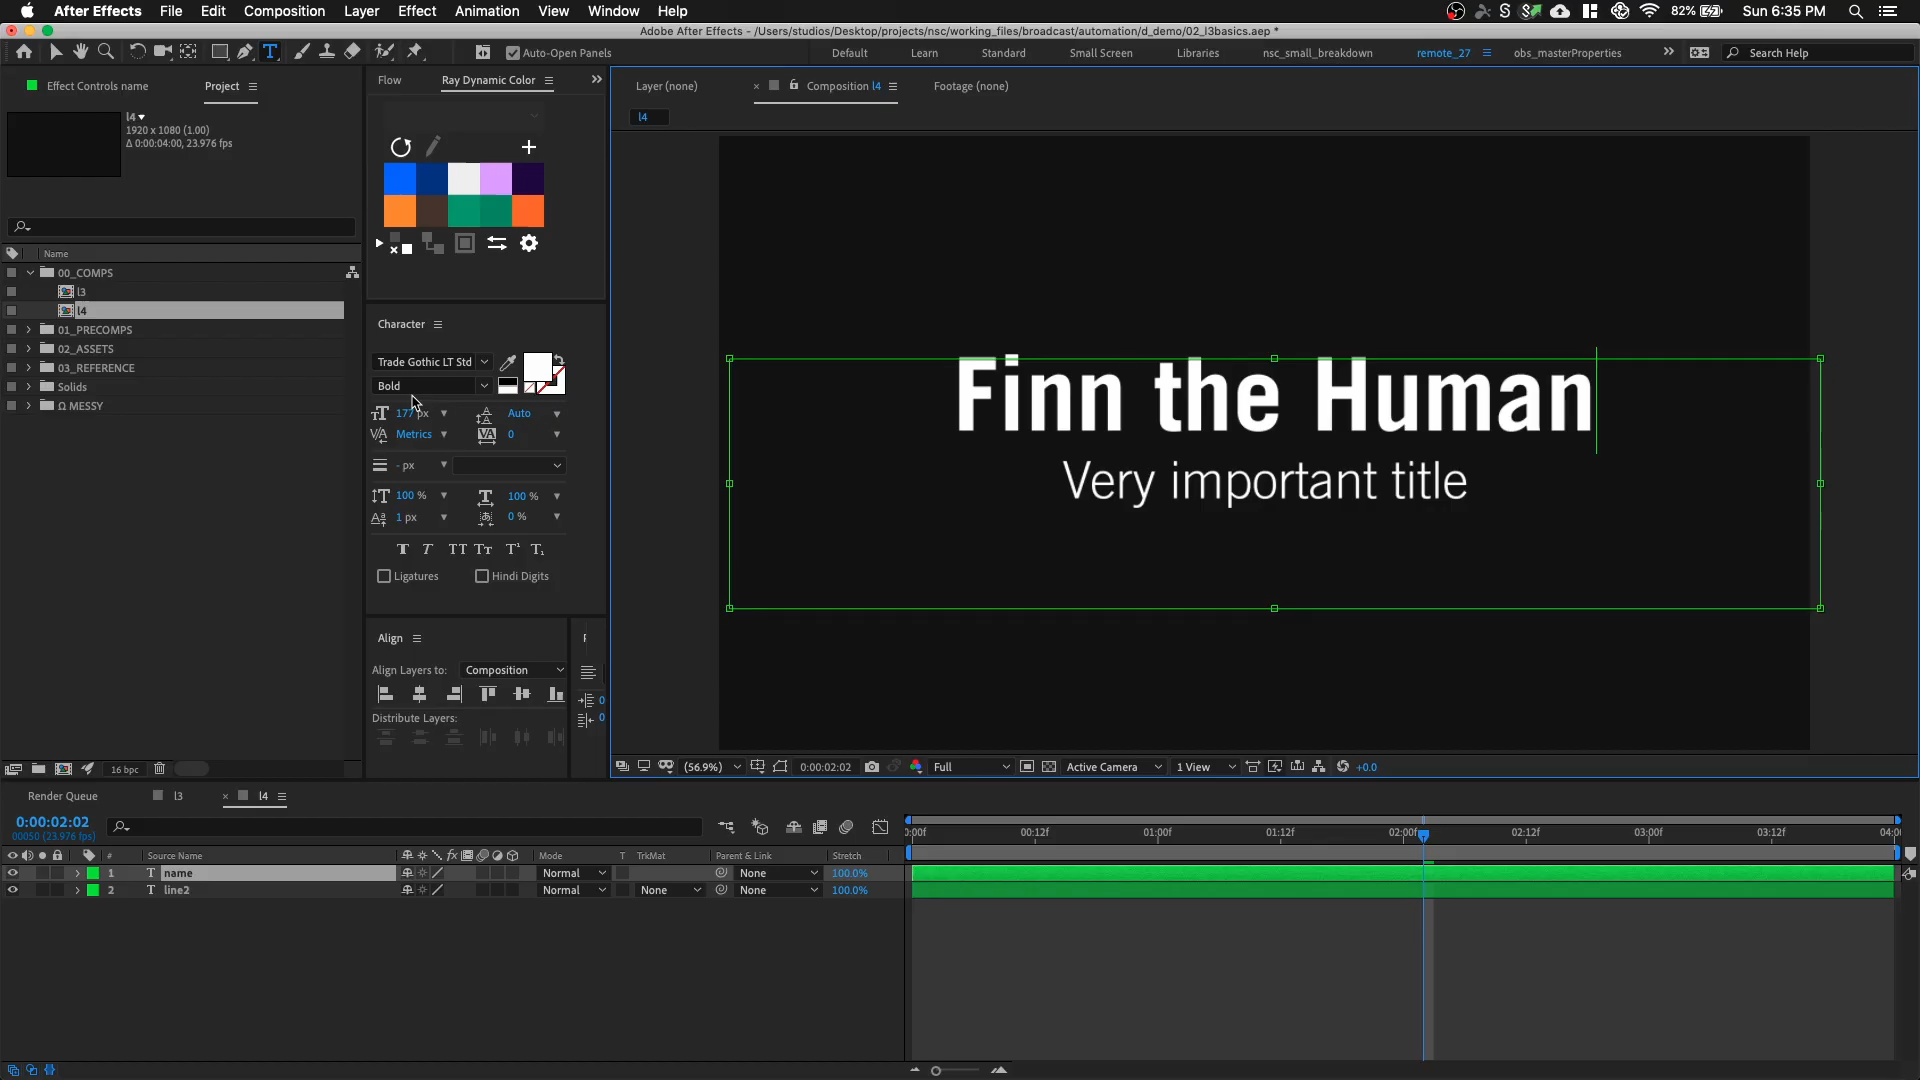 After Effects File Edit Composition Layer Effect Animation View Window Help 82% Sun 6:35 PM
Adobe After Effects - /Users/studios/Desktop/projects/nsc/working_files/broadcast/automation/d_demo/02_l3basics.aep *
Auto-Open Panels Default Learn Standard Small Screen Libraries nsc_small_breakdown remote_27 obs_masterProperties Search Help
Effect Controls name Project
Flow Ray Dynamic Color
Layer (none) Composition l4 Footage (none)
l4
l4
1920 x 1080 (1.00)
Δ 0:00:04:00, 23.976 fps
Name
00_COMPS
l3
l4
01_PRECOMPS
02_ASSETS
03_REFERENCE
Solids
Ω MESSY
16 bpc
Character
Trade Gothic LT Std
Bold
177 px Auto
Metrics 0
- px
100 % 100 %
1 px 0 %
Ligatures Hindi Digits
Align
Align Layers to: Composition
Distribute Layers:
0
0
Finn the Human
Very important title
(56.9%) 0:00:02:02 Full Active Camera 1 View +0.0
Render Queue l3 l4
0:00:02:02
00050 (23.976 fps)
# Source Name Mode T TrkMat Parent & Link Stretch
1 T name Normal None 100.0%
2 T line2 Normal None None 100.0%
00f 00:12f 01:00f 01:12f 02:00f 02:12f 03:00f 03:12f 04:0